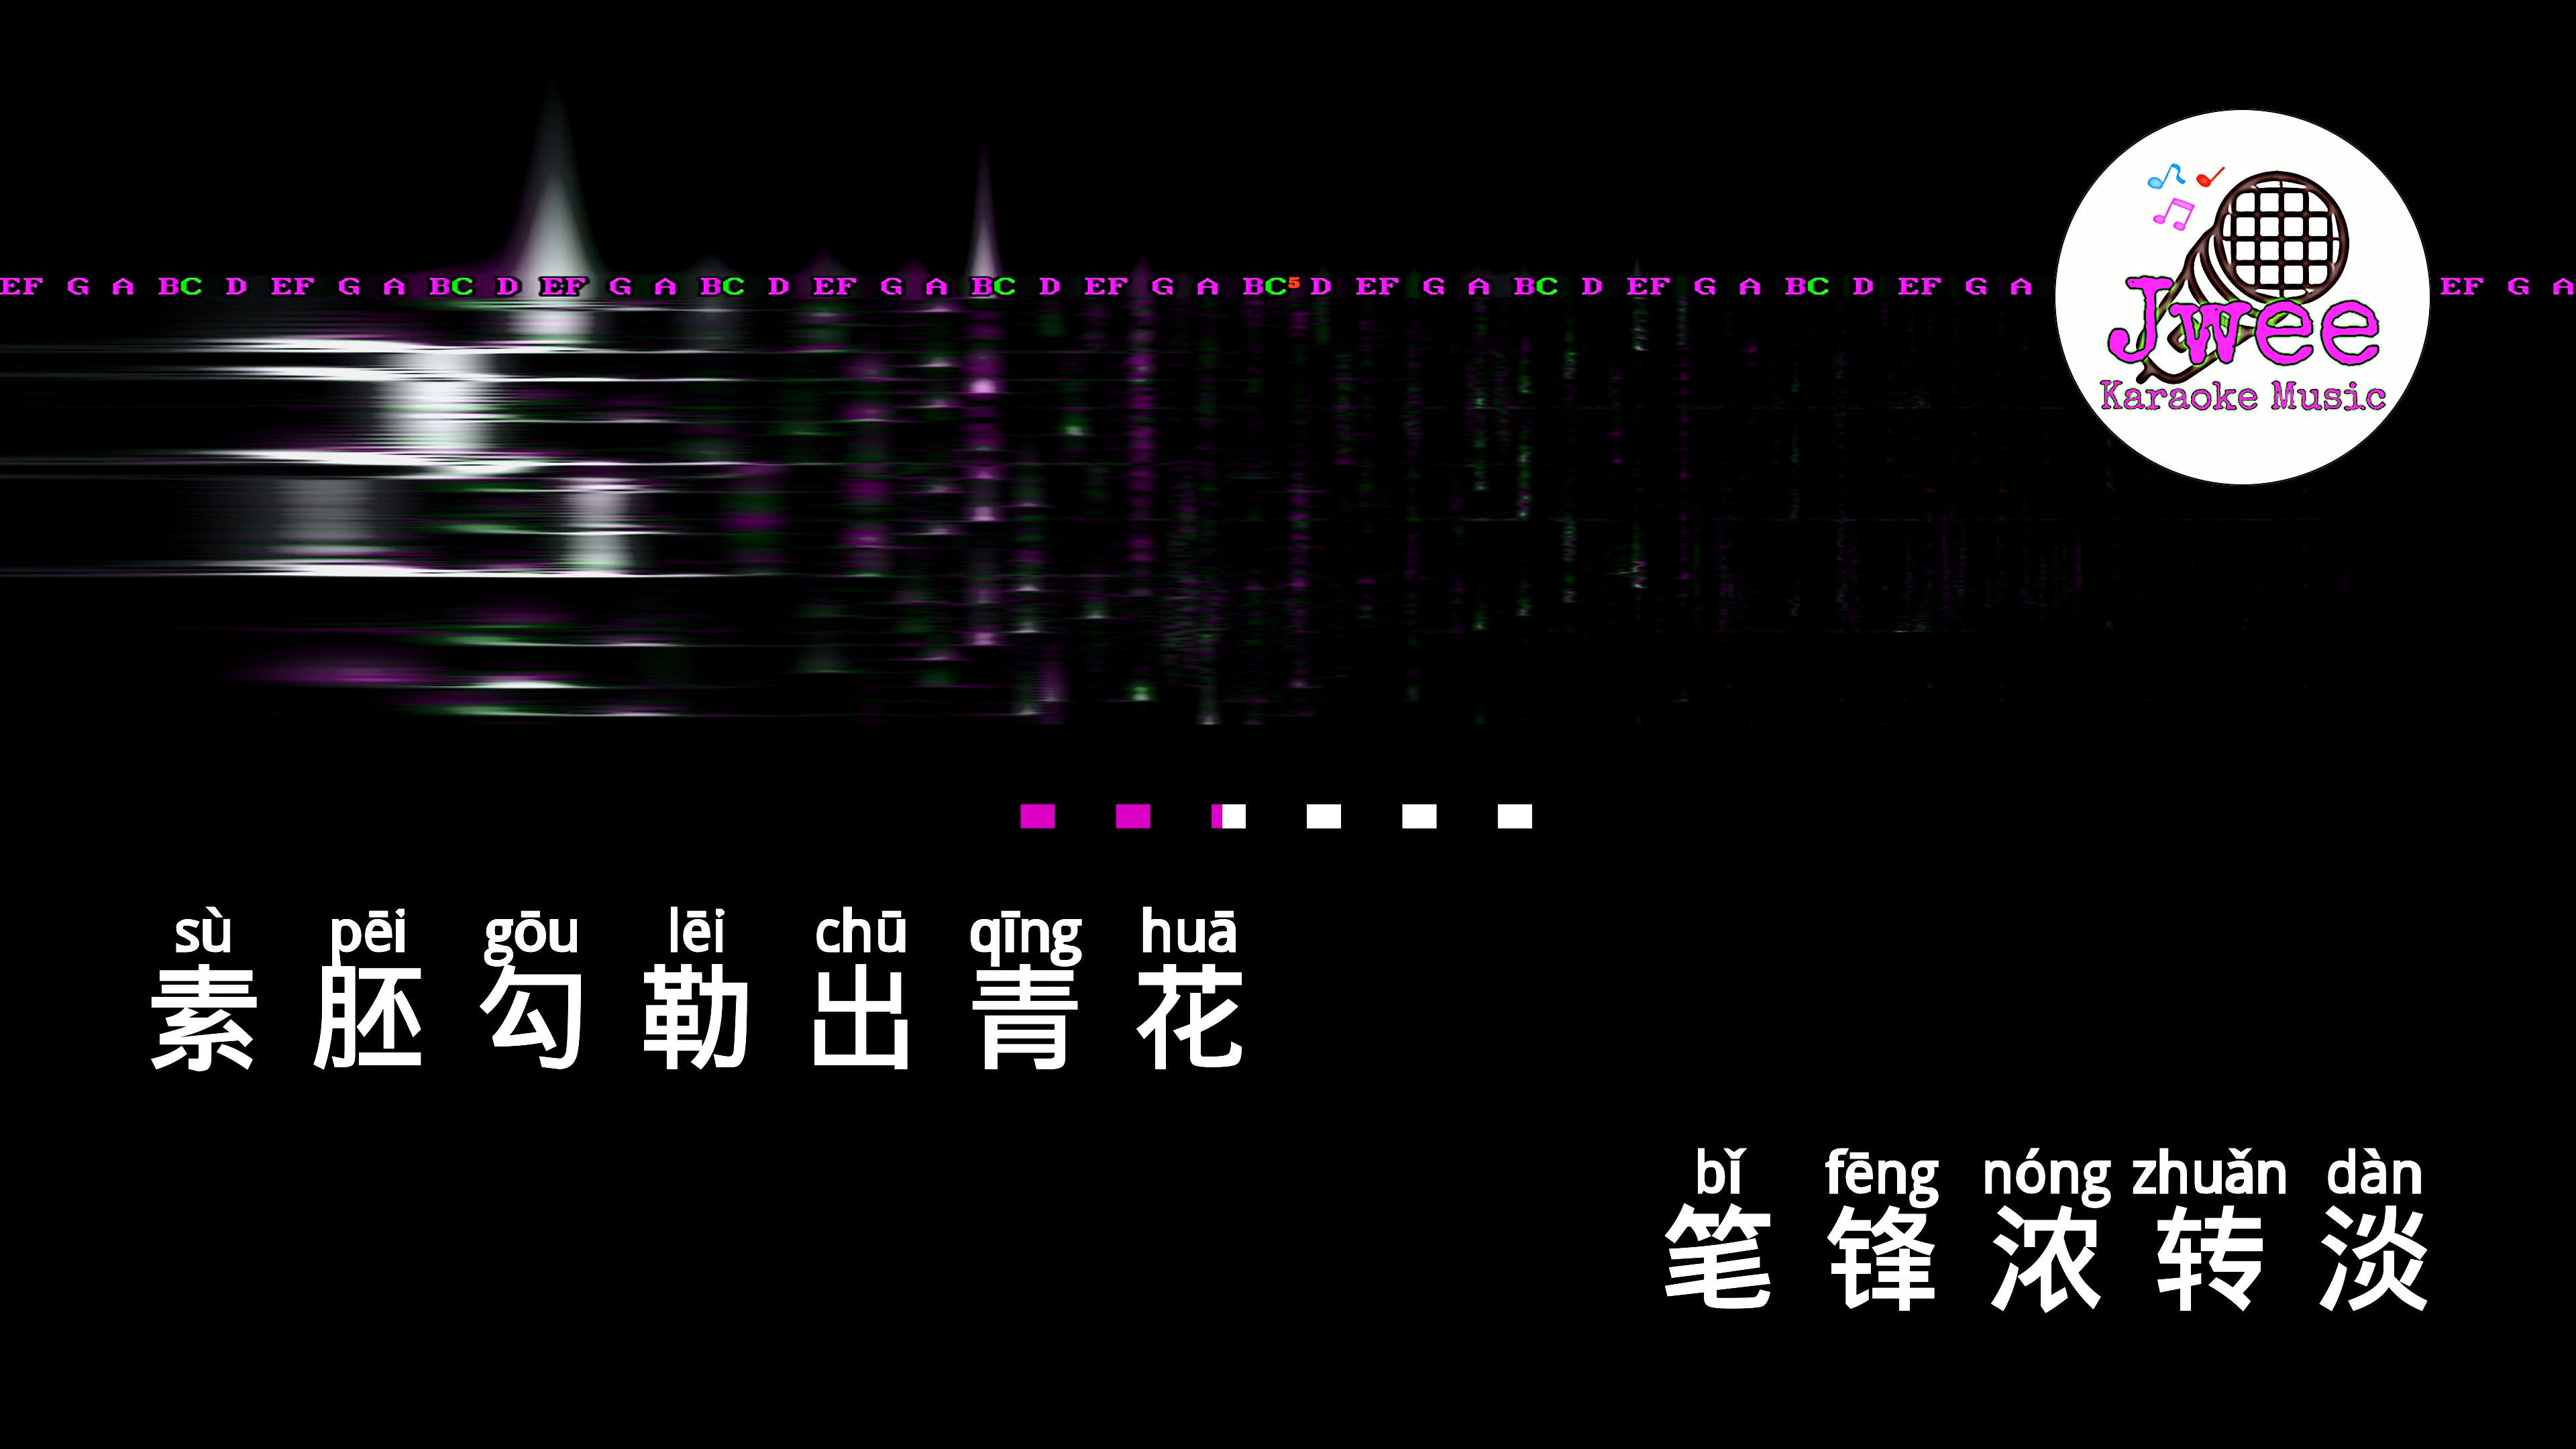 EF G A BC D EF G A BC D EF G A BC D EF G A BC D EF G A BC5 D EF G A BC D EF G A BC D EF G A EF G A
Jwee
Karaoke Music
sù pēi gōu lēi chū qīng huā
素 胚 勾 勒 出 青 花
bǐ fēng nóng zhuǎn dàn
笔 锋 浓 转 淡